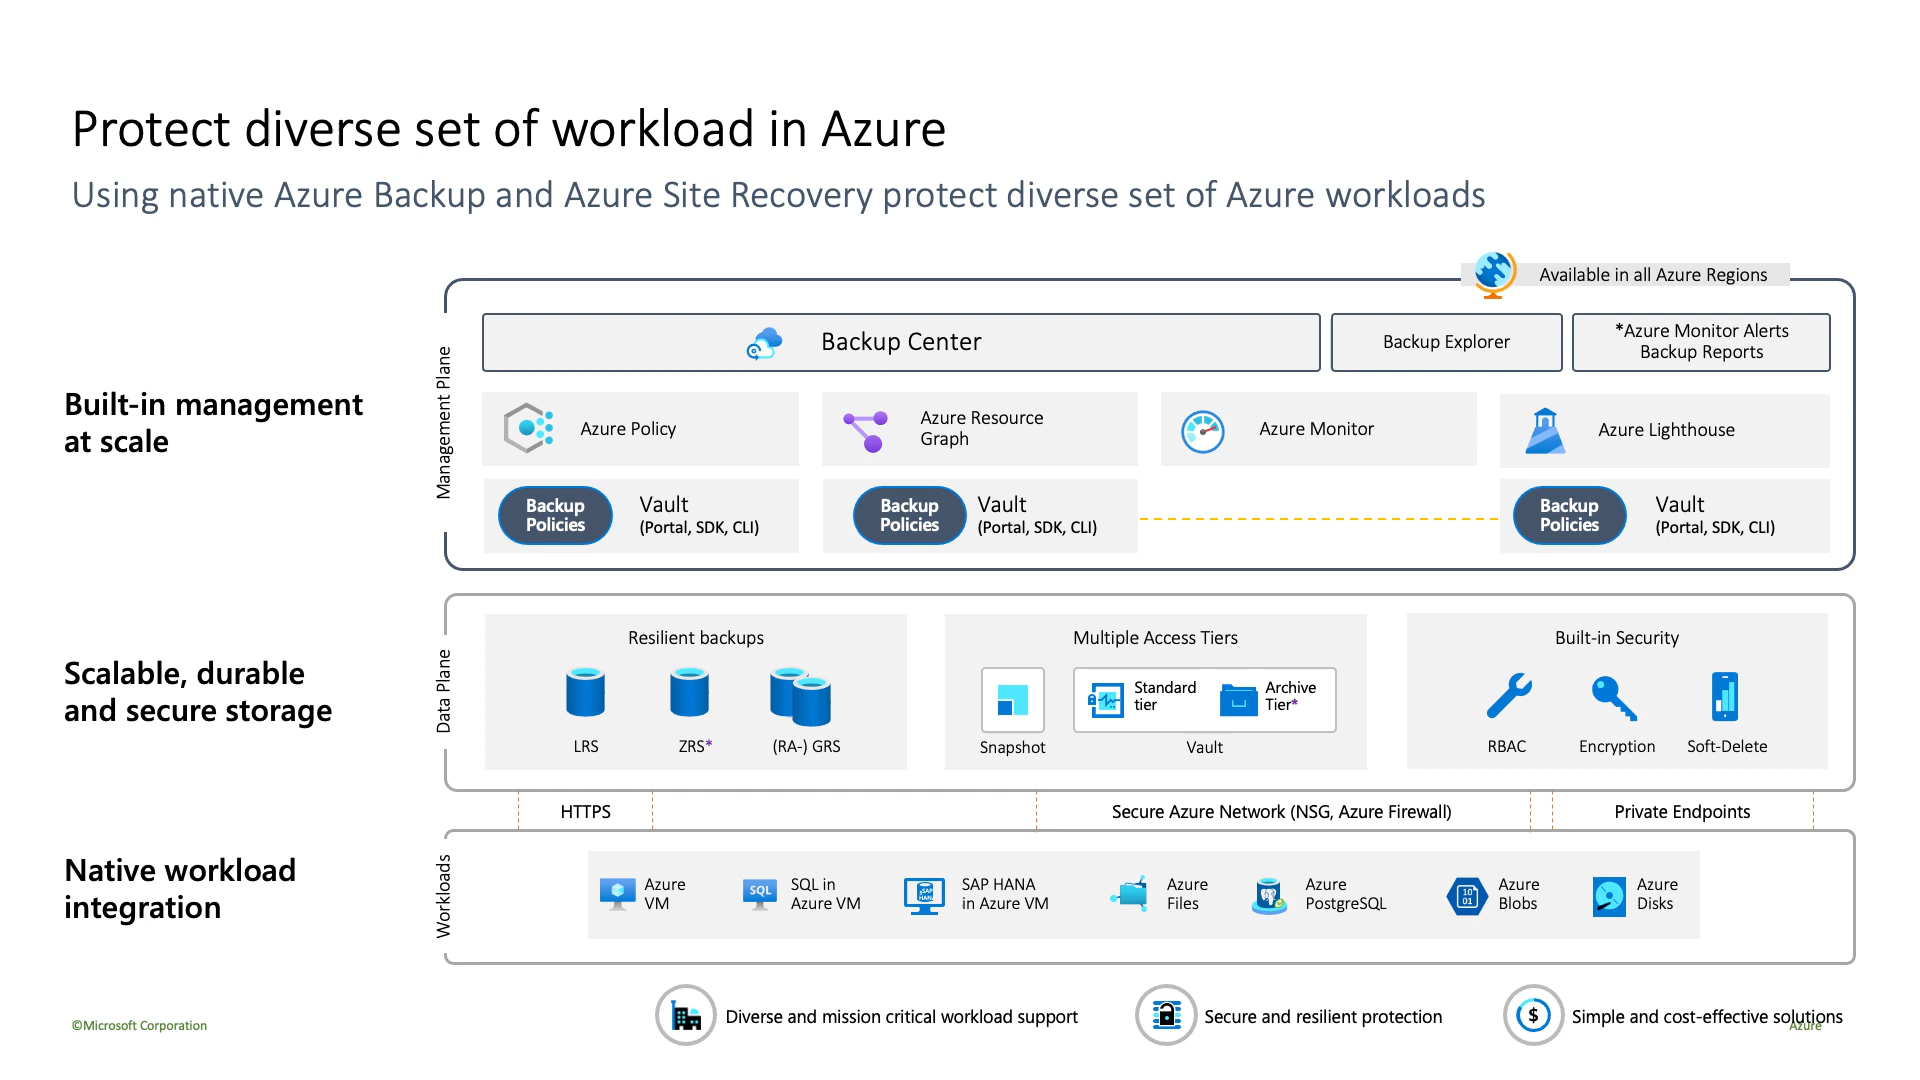 Protect diverse set of workload in Azure
Using native Azure Backup and Azure Site Recovery protect diverse set of Azure workloads
Available in all Azure Regions
Built-in management
at scale
Management Plane
Backup Center
Backup Explorer
*Azure Monitor Alerts
Backup Reports
Azure Policy
Azure Resource
Graph
Azure Monitor
Azure Lighthouse
Backup
Policies
Vault
(Portal, SDK, CLI)
Backup
Policies
Vault
(Portal, SDK, CLI)
Backup
Policies
Vault
(Portal, SDK, CLI)
Scalable, durable
and secure storage
Data Plane
Resilient backups
LRS
ZRS*
(RA-) GRS
Multiple Access Tiers
Snapshot
Standard
tier
Archive
Tier*
Vault
Built-in Security
RBAC
Encryption
Soft-Delete
HTTPS
Secure Azure Network (NSG, Azure Firewall)
Private Endpoints
Native workload
integration
Workloads
Azure
VM
SQL
SQL in
Azure VM
SAP
HANA
SAP HANA
in Azure VM
Azure
Files
Azure
PostgreSQL
10
01
Azure
Blobs
Azure
Disks
Diverse and mission critical workload support
Secure and resilient protection
$
Simple and cost-effective solutions
©Microsoft Corporation
Azure